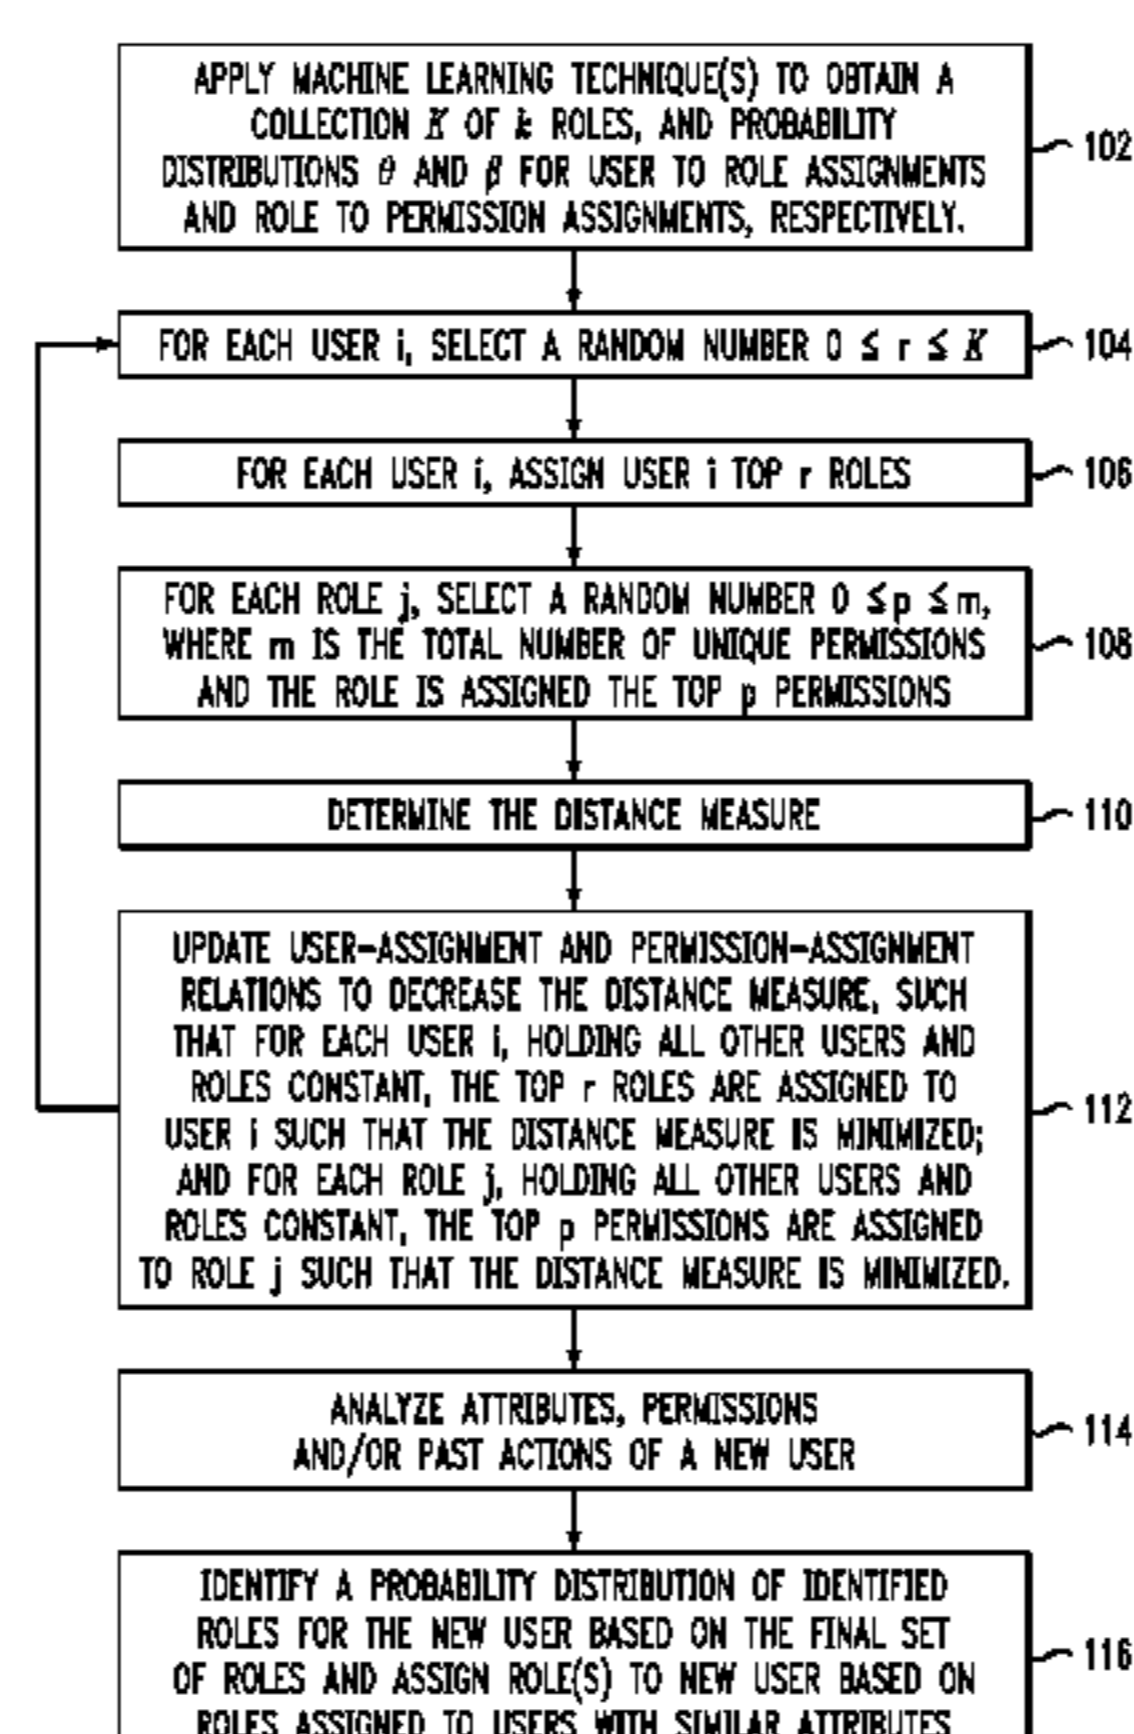 APPLY MACHINE LEARNING TECHNIQUE(S) TO OBTAIN A
COLLECTION K OF k ROLES, AND PROBABILITY
DISTRIBUTIONS θ AND β FOR USER TO ROLE ASSIGNMENTS
AND ROLE TO PERMISSION ASSIGNMENTS, RESPECTIVELY.
102
FOR EACH USER i, SELECT A RANDOM NUMBER 0 ≤ r ≤ K
104
FOR EACH USER i, ASSIGN USER i TOP r ROLES
106
FOR EACH ROLE j, SELECT A RANDOM NUMBER 0 ≤ p ≤ m,
WHERE m IS THE TOTAL NUMBER OF UNIQUE PERMISSIONS
AND THE ROLE IS ASSIGNED THE TOP p PERMISSIONS
108
DETERMINE THE DISTANCE MEASURE
110
UPDATE USER-ASSIGNMENT AND PERMISSION-ASSIGNMENT
RELATIONS TO DECREASE THE DISTANCE MEASURE, SUCH
THAT FOR EACH USER i, HOLDING ALL OTHER USERS AND
ROLES CONSTANT, THE TOP r ROLES ARE ASSIGNED TO
USER i SUCH THAT THE DISTANCE MEASURE IS MINIMIZED;
AND FOR EACH ROLE j, HOLDING ALL OTHER USERS AND
ROLES CONSTANT, THE TOP p PERMISSIONS ARE ASSIGNED
TO ROLE j SUCH THAT THE DISTANCE MEASURE IS MINIMIZED.
112
ANALYZE ATTRIBUTES, PERMISSIONS
AND/OR PAST ACTIONS OF A NEW USER
114
IDENTIFY A PROBABILITY DISTRIBUTION OF IDENTIFIED
ROLES FOR THE NEW USER BASED ON THE FINAL SET
OF ROLES AND ASSIGN ROLE(S) TO NEW USER BASED ON
ROLES ASSIGNED TO USERS WITH SIMILAR ATTRIBUTES
116